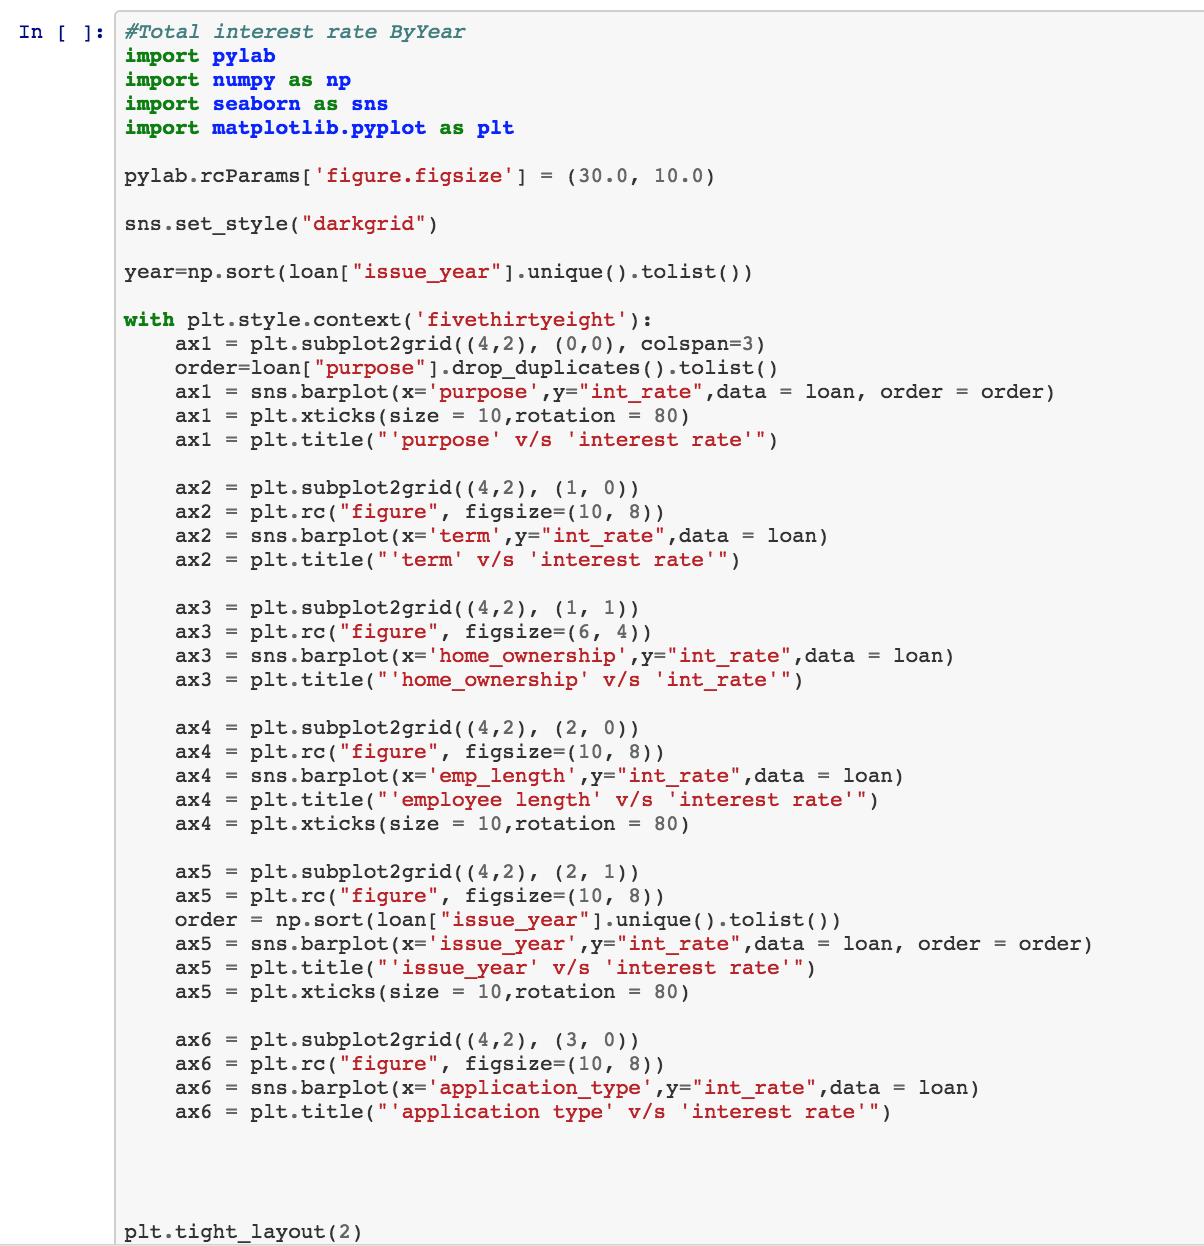 In [ ]: #Total interest rate ByYear
import pylab
import numpy as np
import seaborn as sns
import matplotlib.pyplot as plt
pylab.rcParams['figure.figsize'] = (30.0, 10.0)
sns.set_style("darkgrid")
year=np.sort(loan["issue_year"].unique().tolist())
with plt.style.context('fivethirtyeight'):
    ax1 = plt.subplot2grid((4,2), (0,0), colspan=3)
    order=loan["purpose"].drop_duplicates().tolist()
    ax1 = sns.barplot(x='purpose',y="int_rate",data = loan, order = order)
    ax1 = plt.xticks(size = 10,rotation = 80)
    ax1 = plt.title("'purpose' v/s 'interest rate'")
    ax2 = plt.subplot2grid((4,2), (1, 0))
    ax2 = plt.rc("figure", figsize=(10, 8))
    ax2 = sns.barplot(x='term',y="int_rate",data = loan)
    ax2 = plt.title("'term' v/s 'interest rate'")
    ax3 = plt.subplot2grid((4,2), (1, 1))
    ax3 = plt.rc("figure", figsize=(6, 4))
    ax3 = sns.barplot(x='home_ownership',y="int_rate",data = loan)
    ax3 = plt.title("'home_ownership' v/s 'int_rate'")
    ax4 = plt.subplot2grid((4,2), (2, 0))
    ax4 = plt.rc("figure", figsize=(10, 8))
    ax4 = sns.barplot(x='emp_length',y="int_rate",data = loan)
    ax4 = plt.title("'employee length' v/s 'interest rate'")
    ax4 = plt.xticks(size = 10,rotation = 80)
    ax5 = plt.subplot2grid((4,2), (2, 1))
    ax5 = plt.rc("figure", figsize=(10, 8))
    order = np.sort(loan["issue_year"].unique().tolist())
    ax5 = sns.barplot(x='issue_year',y="int_rate",data = loan, order = order)
    ax5 = plt.title("'issue_year' v/s 'interest rate'")
    ax5 = plt.xticks(size = 10,rotation = 80)
    ax6 = plt.subplot2grid((4,2), (3, 0))
    ax6 = plt.rc("figure", figsize=(10, 8))
    ax6 = sns.barplot(x='application_type',y="int_rate",data = loan)
    ax6 = plt.title("'application type' v/s 'interest rate'")
plt.tight_layout(2)